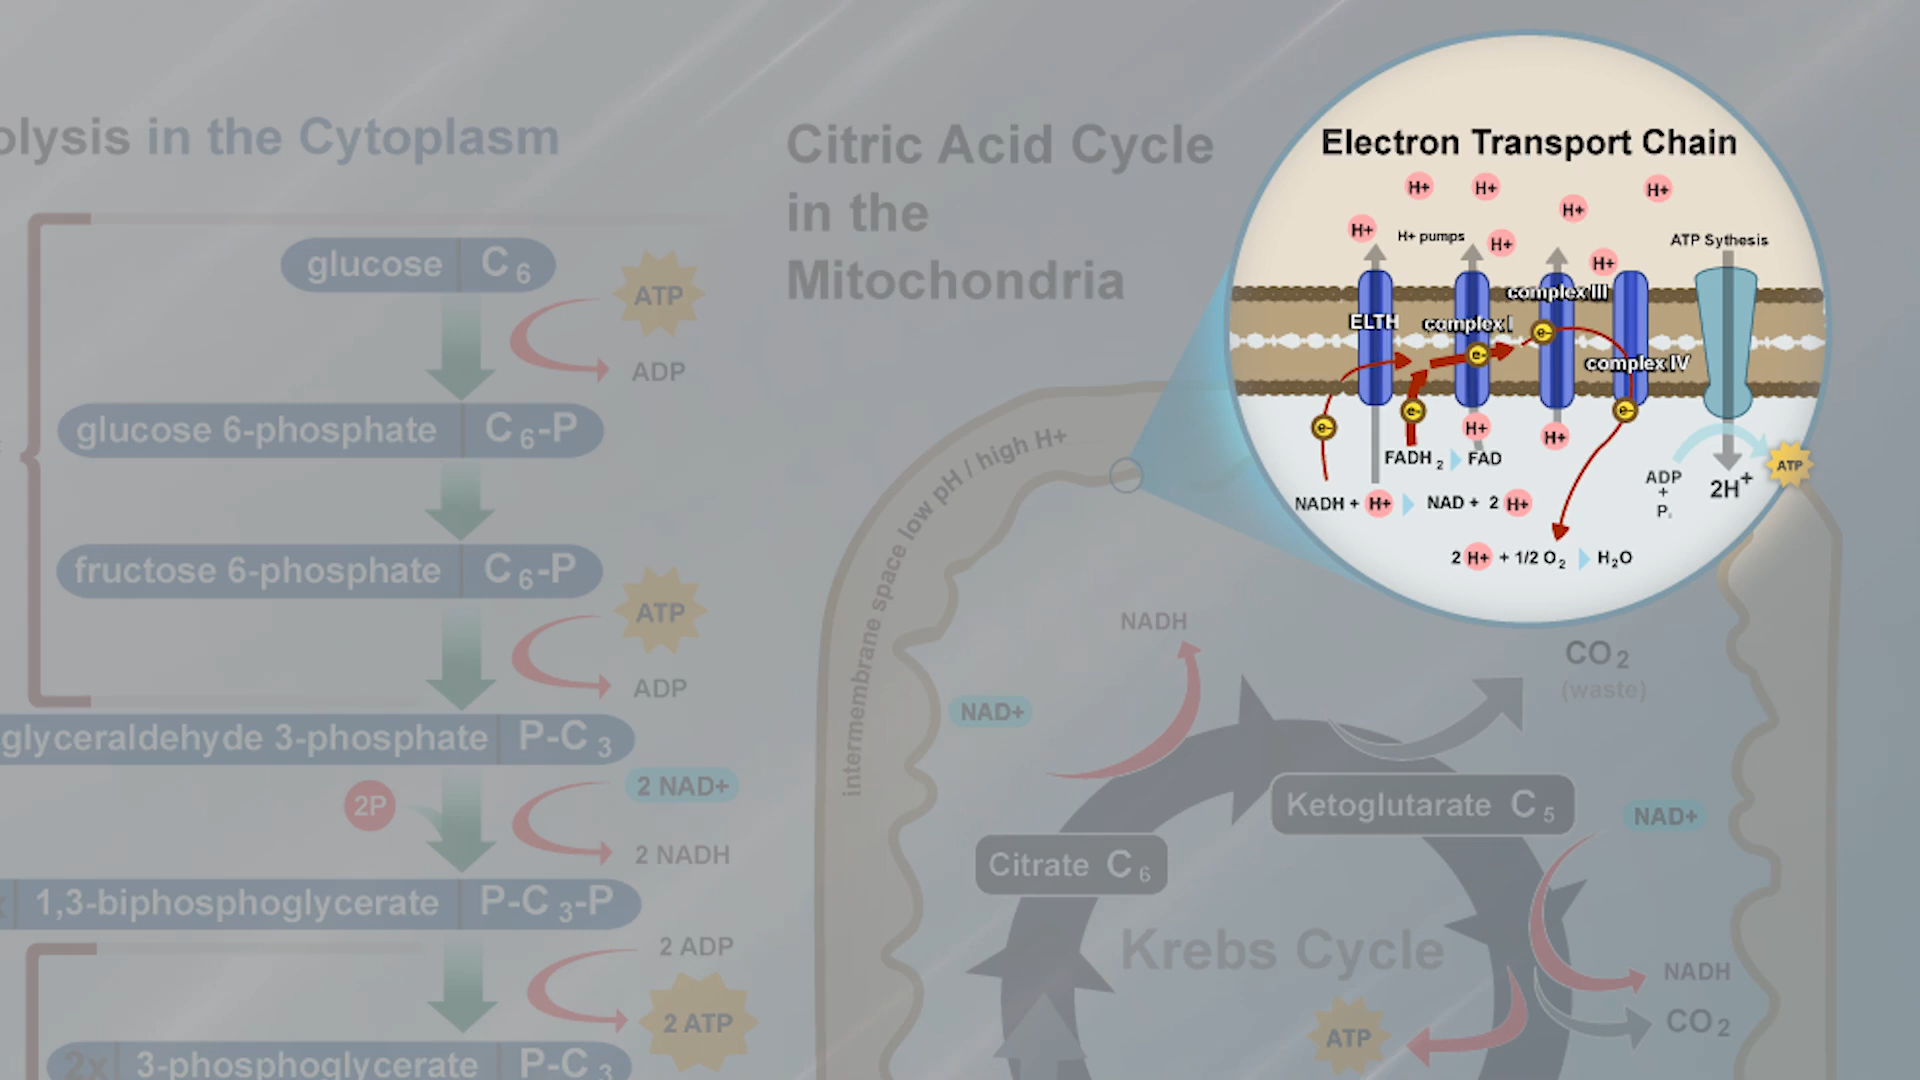 olysis in the Cytoplasm
glucose C6
ATP
ADP
glucose 6-phosphate C6-P
fructose 6-phosphate C6-P
ATP
ADP
glyceraldehyde 3-phosphate P-C3
2P
2 NAD+
2 NADH
1,3-biphosphoglycerate P-C3-P
2 ADP
2 ATP
2x 3-phosphoglycerate P-C3
Citric Acid Cycle
in the
Mitochondria
intermembrane space low pH / high H+
Electron Transport Chain
H+ H+ H+ H+
H+ H+ pumps H+ H+
ATP Sythesis
complex III
ELTH complex I
complex IV
e- e- e- e- e-
H+ H+
FADH2 FAD
NADH + H+ NAD + 2 H+
2 H+ + 1/2 O2 H2O
ADP
+
P
2H+
ATP
NADH
NAD+
CO2
(waste)
Ketoglutarate C5
NAD+
Citrate C6
Krebs Cycle
NADH
CO2
ATP